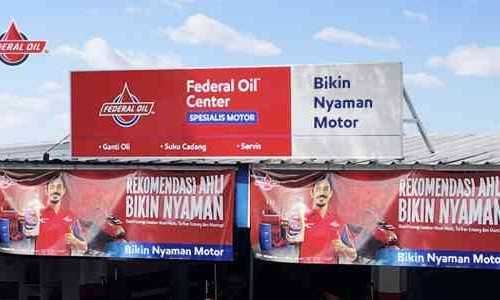 FEDERAL OIL
FEDERAL OIL
Federal Oil™
Center
SPESIALIS MOTOR
• Ganti Oli • Suku Cadang • Servis
Bikin
Nyaman
Motor
REKOMENDASI AHLI
BIKIN NYAMAN
Bikin Nyaman Motor
REKOMENDASI AHLI
BIKIN NYAMAN
Bikin Nyaman Motor